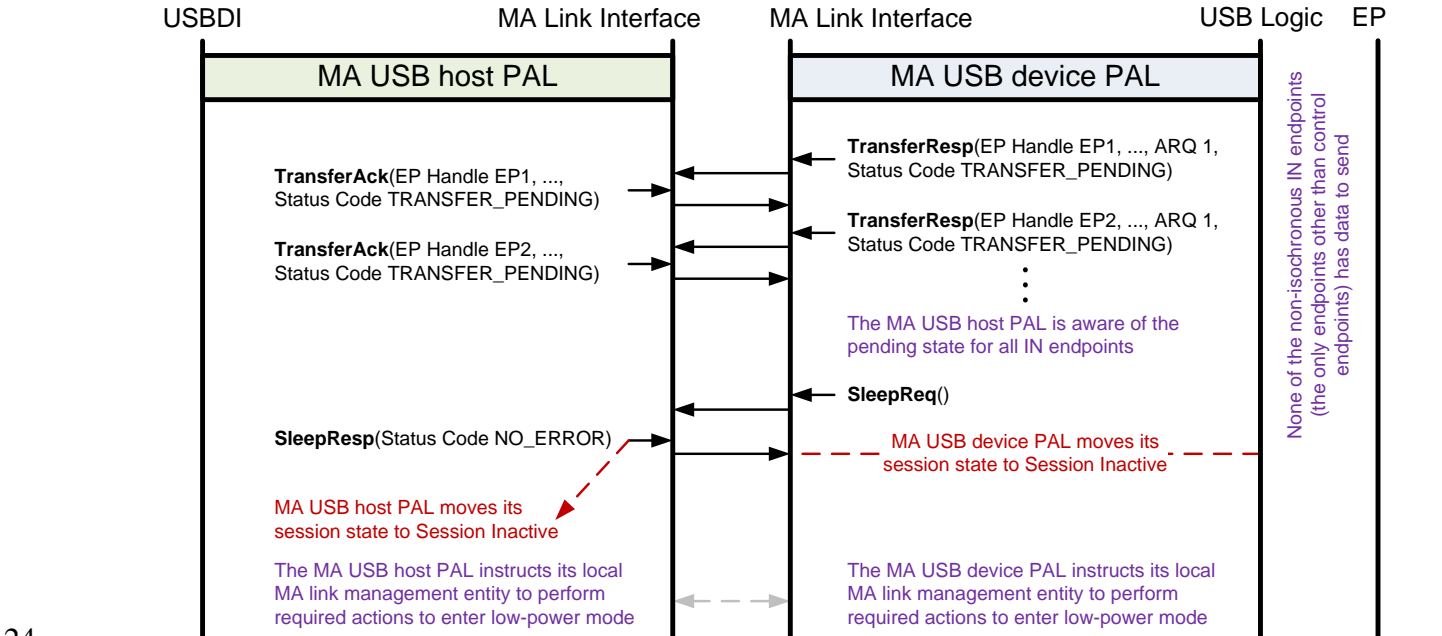 USBDI
MA Link Interface
MA Link Interface
USB Logic
EP
MA USB host PAL
MA USB device PAL
TransferResp(EP Handle EP1, ..., ARQ 1,
Status Code TRANSFER_PENDING)
TransferAck(EP Handle EP1, ...,
Status Code TRANSFER_PENDING)
TransferResp(EP Handle EP2, ..., ARQ 1,
Status Code TRANSFER_PENDING)
TransferAck(EP Handle EP2, ...,
Status Code TRANSFER_PENDING)
The MA USB host PAL is aware of the
pending state for all IN endpoints
SleepReq()
SleepResp(Status Code NO_ERROR)
MA USB device PAL moves its
session state to Session Inactive
MA USB host PAL moves its
session state to Session Inactive
The MA USB host PAL instructs its local
MA link management entity to perform
required actions to enter low-power mode
The MA USB device PAL instructs its local
MA link management entity to perform
required actions to enter low-power mode
None of the non-isochronous IN endpoints
(the only endpoints other than control
endpoints) has data to send